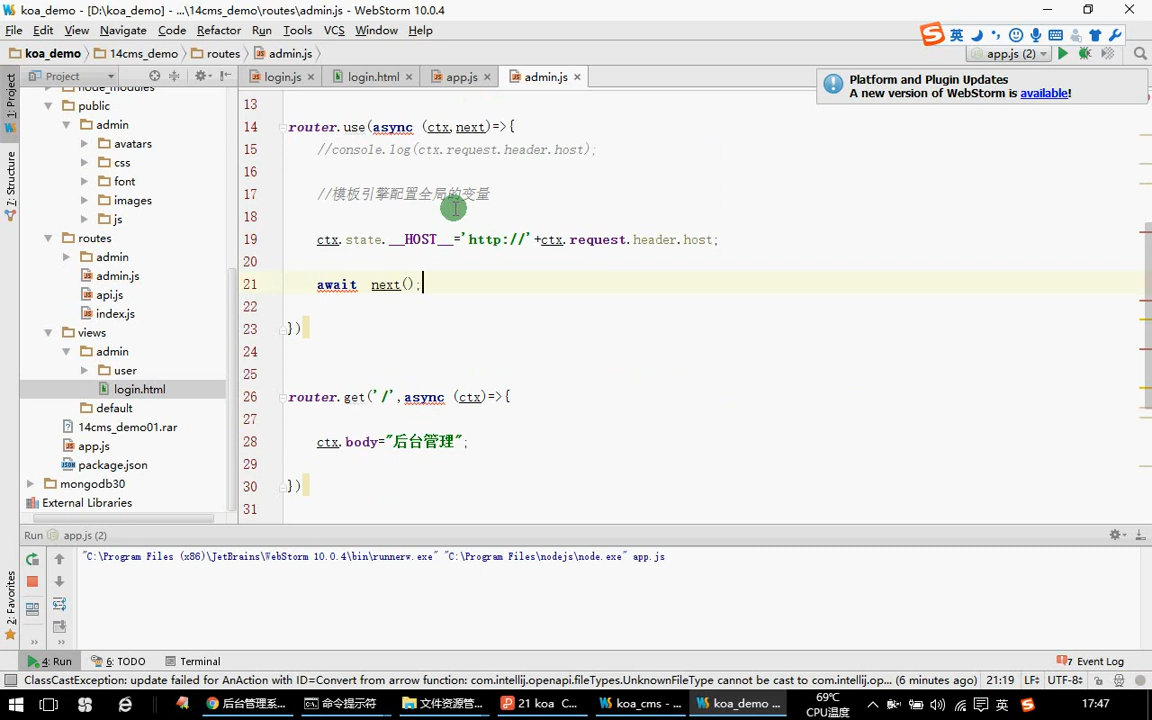 koa_demo - [D:\koa_demo] - ...\14cms_demo\routes\admin.js - WebStorm 10.0.4
File Edit View Navigate Code Refactor Run Tools VCS Window Help
英
koa_demo 14cms_demo routes admin.js
app.js (2)
Project
login.js login.html app.js admin.js
Platform and Plugin Updates
A new version of WebStorm is available!
1: Project
7: Structure
2: Favorites
node_modules
public
admin
avatars
css
font
images
js
routes
admin
admin.js
api.js
index.js
views
admin
user
login.html
default
14cms_demo01.rar
app.js
package.json
mongodb30
External Libraries
13
14 router.use(async (ctx,next)=>{
15 //console.log(ctx.request.header.host);
16
17 //模板引擎配置全局的变量
18
19 ctx.state.__HOST__='http://'+ctx.request.header.host;
20
21 await  next();
22
23 })
24
25
26 router.get('/',async (ctx)=>{
27
28 ctx.body="后台管理";
29
30 })
31
Run app.js (2)
"C:\Program Files (x86)\JetBrains\WebStorm 10.0.4\bin\runnerw.exe" "C:\Program Files\nodejs\node.exe" app.js
4: Run 6: TODO Terminal 7 Event Log
ClassCastException: update failed for AnAction with ID=Convert from arrow function: com.intellij.openapi.fileTypes.UnknownFileType cannot be cast to com.intellij.ope... (6 minutes ago) 21:19 LF UTF-8
后台管理系... 命令提示符 文件资源管... 21 koa C... koa_cms - ... koa_demo ... 69℃ CPU温度 英 17:47